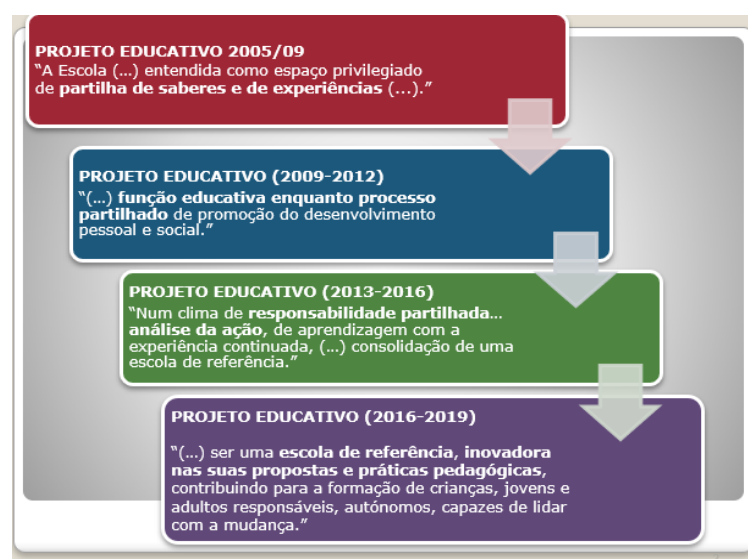 PROJETO EDUCATIVO 2005/09
“A Escola (...) entendida como espaço privilegiado
de partilha de saberes e de experiências (...).”
PROJETO EDUCATIVO (2009-2012)
“(...) função educativa enquanto processo
partilhado de promoção do desenvolvimento
pessoal e social.”
PROJETO EDUCATIVO (2013-2016)
“Num clima de responsabilidade partilhada...
análise da ação, de aprendizagem com a
experiência continuada, (...) consolidação de uma
escola de referência.”
PROJETO EDUCATIVO (2016-2019)
“(...) ser uma escola de referência, inovadora
nas suas propostas e práticas pedagógicas,
contribuindo para a formação de crianças, jovens e
adultos responsáveis, autónomos, capazes de lidar
com a mudança.”